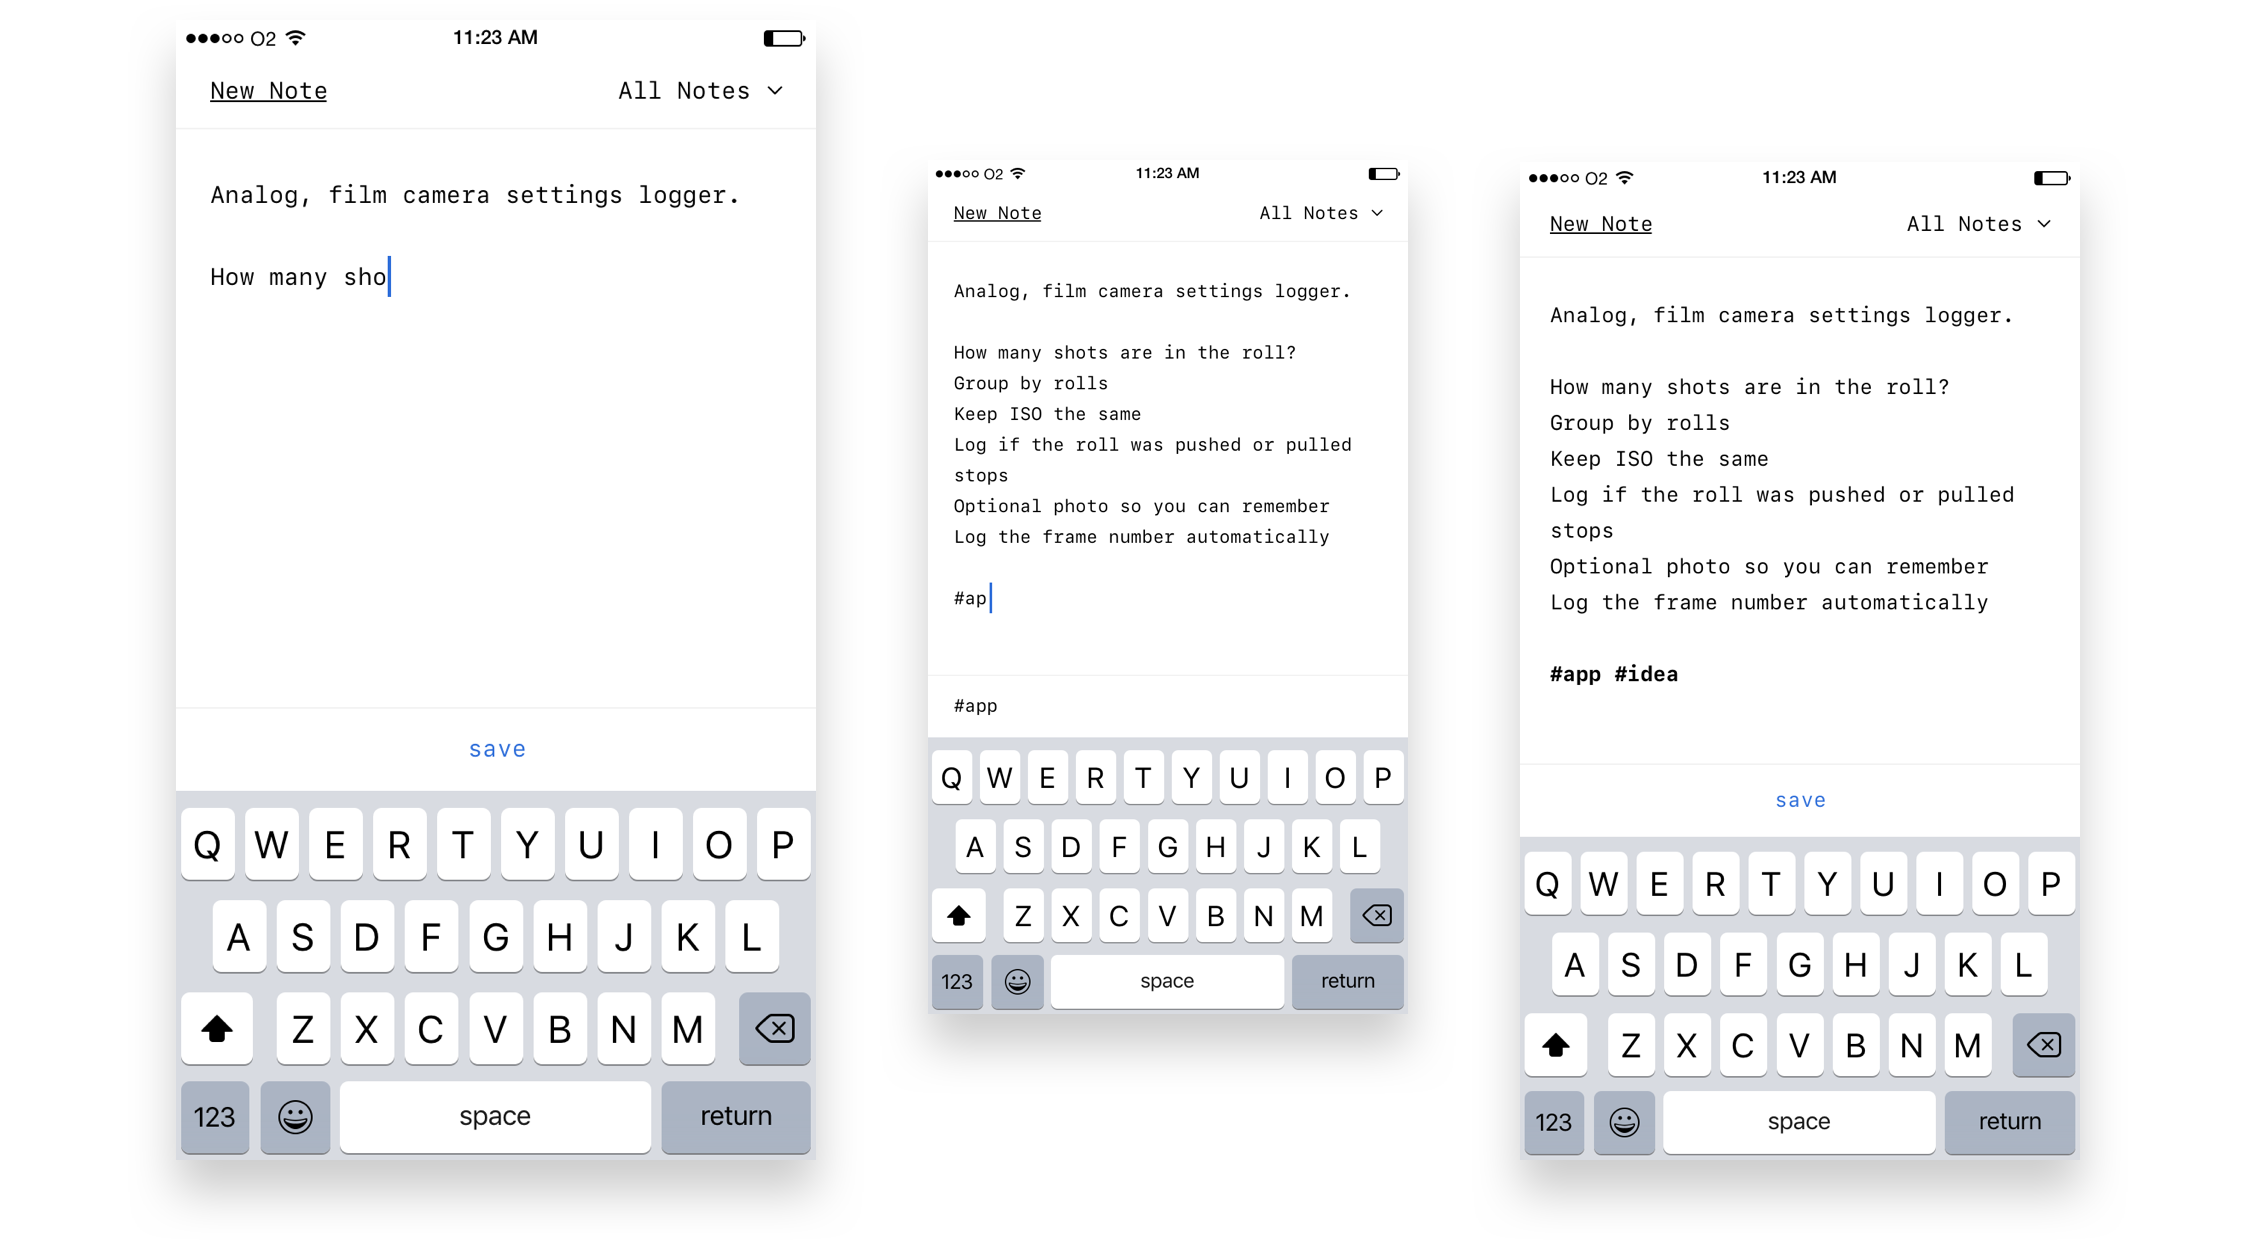 O2 11:23 AM
New Note All Notes
Analog, film camera settings logger.
How many sho
save
Q W E R T Y U I O P
A S D F G H J K L
Z X C V B N M
123 space return
O2 11:23 AM
New Note All Notes
Analog, film camera settings logger.
How many shots are in the roll?
Group by rolls
Keep ISO the same
Log if the roll was pushed or pulled
stops
Optional photo so you can remember
Log the frame number automatically
#ap
#app
Q W E R T Y U I O P
A S D F G H J K L
Z X C V B N M
123 space return
O2 11:23 AM
New Note All Notes
Analog, film camera settings logger.
How many shots are in the roll?
Group by rolls
Keep ISO the same
Log if the roll was pushed or pulled
stops
Optional photo so you can remember
Log the frame number automatically
#app #idea
save
Q W E R T Y U I O P
A S D F G H J K L
Z X C V B N M
123 space return